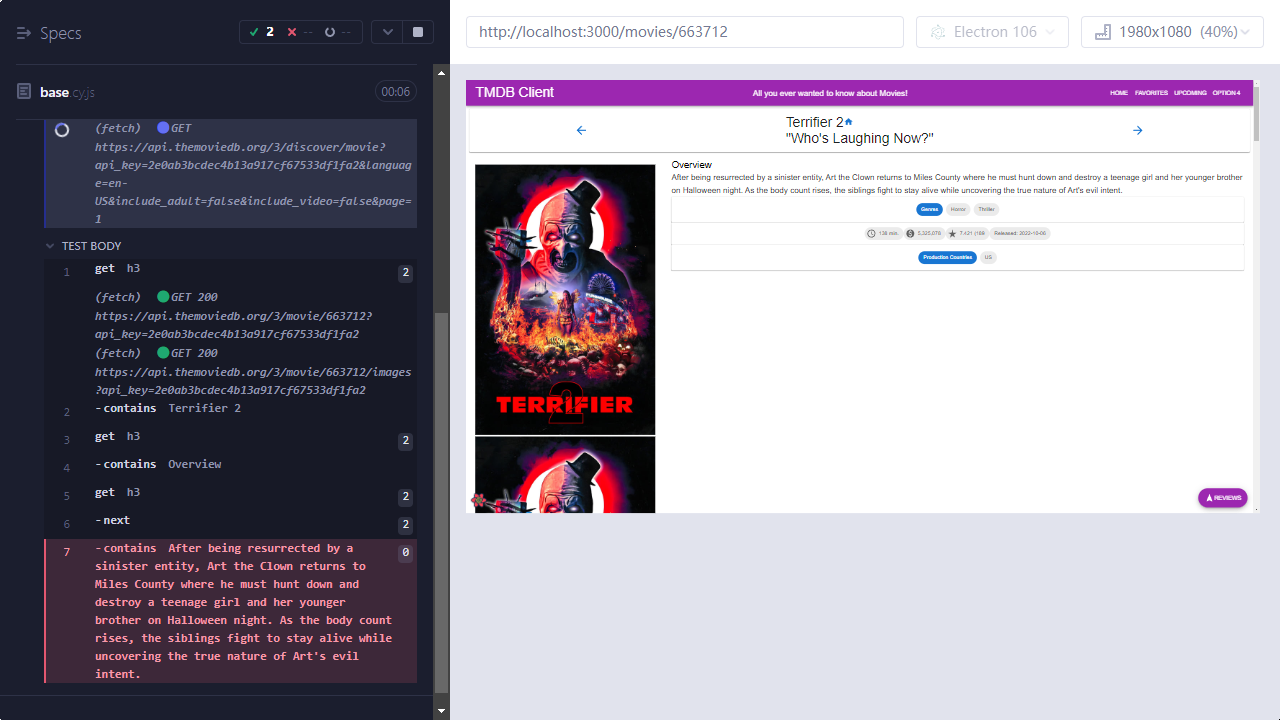 Specs
2
--
--
base.cy.js
00:06
(fetch) GET
https://api.themoviedb.org/3/discover/movie?
api_key=2e0ab3bcdec4b13a917cf67533df1fa2&languag
e=en-
US&include_adult=false&include_video=false&page=
1
TEST BODY
1 get h3 2
(fetch) GET 200
https://api.themoviedb.org/3/movie/663712?
api_key=2e0ab3bcdec4b13a917cf67533df1fa2
(fetch) GET 200
https://api.themoviedb.org/3/movie/663712/images
?api_key=2e0ab3bcdec4b13a917cf67533df1fa2
2 -contains Terrifier 2
3 get h3 2
4 -contains Overview
5 get h3 2
6 -next 2
7 -contains After being resurrected by a 0
sinister entity, Art the Clown returns to
Miles County where he must hunt down and
destroy a teenage girl and her younger
brother on Halloween night. As the body count
rises, the siblings fight to stay alive while
uncovering the true nature of Art's evil
intent.
http://localhost:3000/movies/663712
Electron 106
1980x1080 (40%)
TMDB Client
All you ever wanted to know about Movies!
HOME FAVORITES UPCOMING OPTION 4
Terrifier 2
"Who's Laughing Now?"
Overview
After being resurrected by a sinister entity, Art the Clown returns to Miles County where he must hunt down and destroy a teenage girl and her younger brother
on Halloween night. As the body count rises, the siblings fight to stay alive while uncovering the true nature of Art's evil intent.
Genres Horror Thriller
138 min. 5,325,076 7.421 (188 Released: 2022-10-06
Production Countries US
2
TERRIFIER
REVIEWS